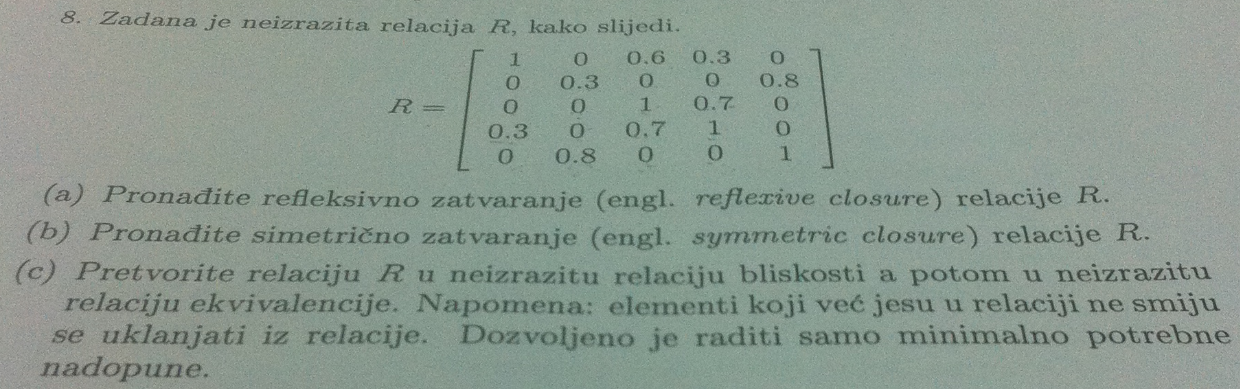 8. Zadana je neizrazita relacija R, kako slijedi.
1 0 0.6 0.3 0
0 0.3 0 0 0.8
R = 0 0 1 0.7 0
0.3 0 0.7 1 0
0 0.8 0 0 1
(a) Pronađite refleksivno zatvaranje (engl. reflexive closure) relacije R.
(b) Pronađite simetrično zatvaranje (engl. symmetric closure) relacije R.
(c) Pretvorite relaciju R u neizrazitu relaciju bliskosti a potom u neizrazitu
relaciju ekvivalencije. Napomena: elementi koji već jesu u relaciji ne smiju
se uklanjati iz relacije. Dozvoljeno je raditi samo minimalno potrebne
nadopune.